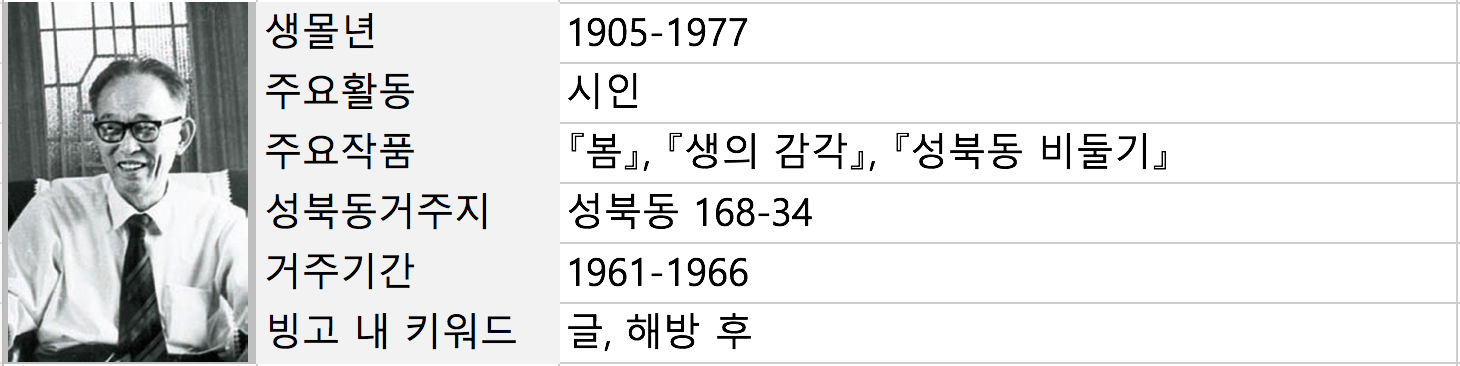 생몰년 1905-1977
주요활동 시인
주요작품 『봄』, 『생의 감각』, 『성북동 비둘기』
성북동거주지 성북동 168-34
거주기간 1961-1966
빙고 내 키워드 글, 해방 후